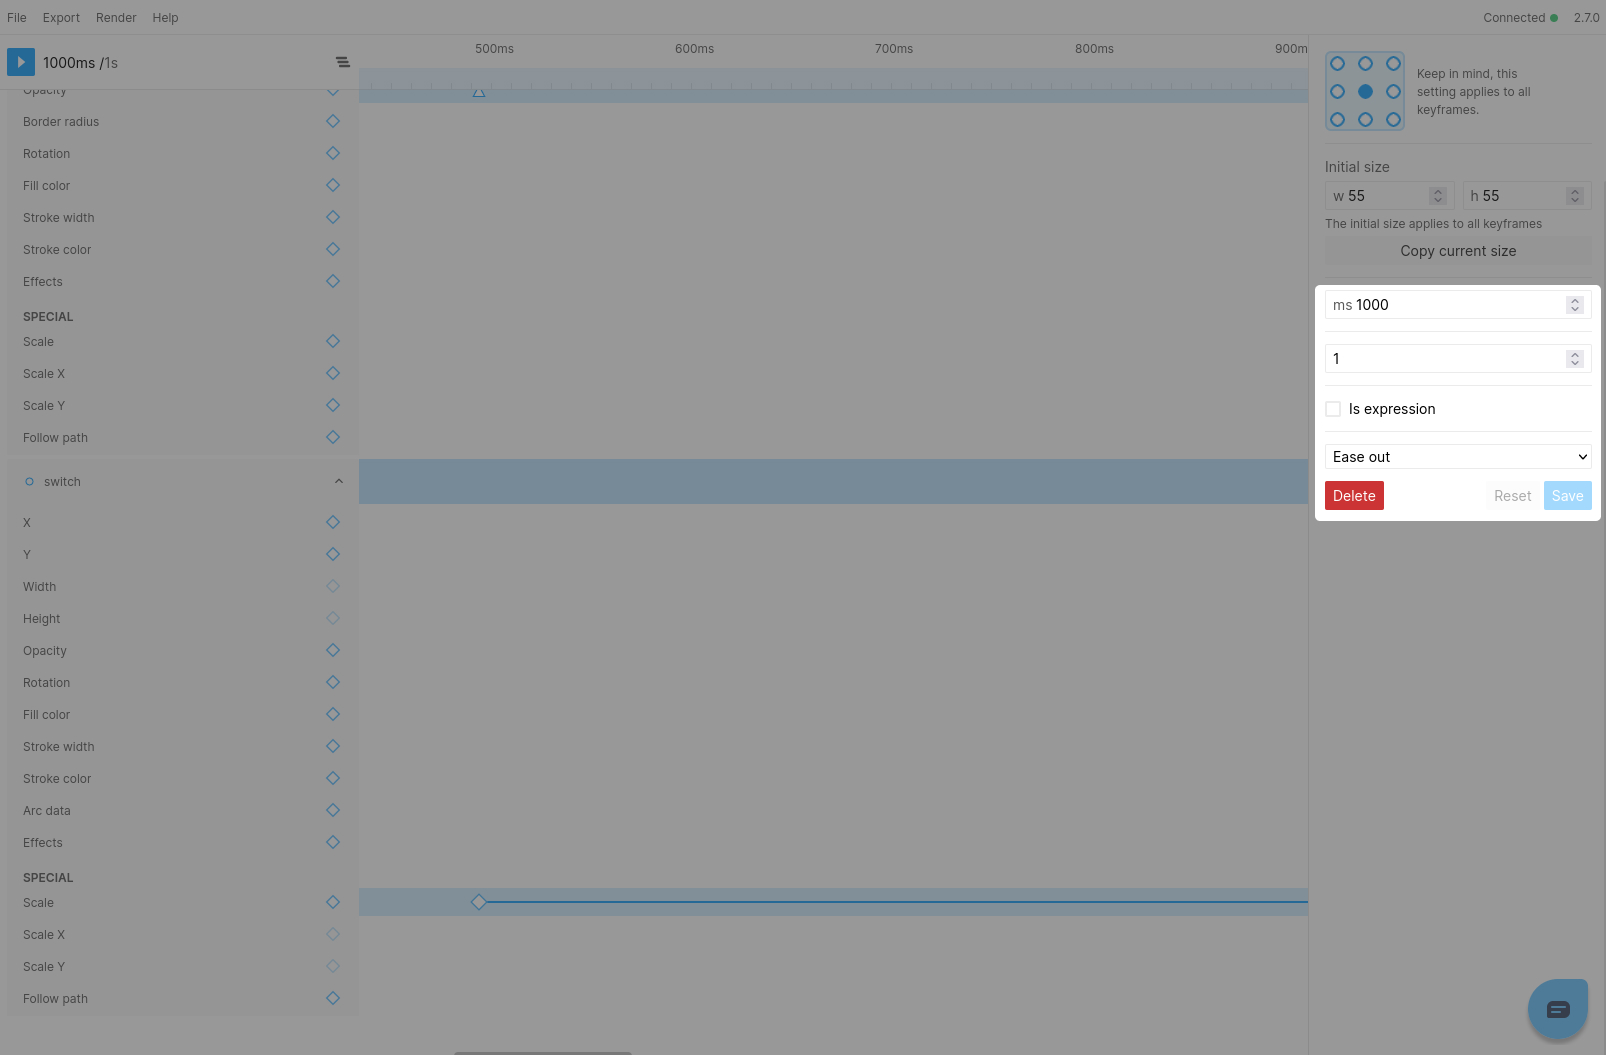 File Export Render Help Connected 2.7.0
1000ms /1s
500ms 600ms 700ms 800ms 900m
Opacity
Border radius
Rotation
Fill color
Stroke width
Stroke color
Effects
SPECIAL
Scale
Scale X
Scale Y
Follow path
switch
X
Y
Width
Height
Opacity
Rotation
Fill color
Stroke width
Stroke color
Arc data
Effects
SPECIAL
Scale
Scale X
Scale Y
Follow path
Keep in mind, this
setting applies to all
keyframes.
Initial size
w 55 h 55
The initial size applies to all keyframes
Copy current size
ms 1000
1
Is expression
Ease out
Delete Reset Save